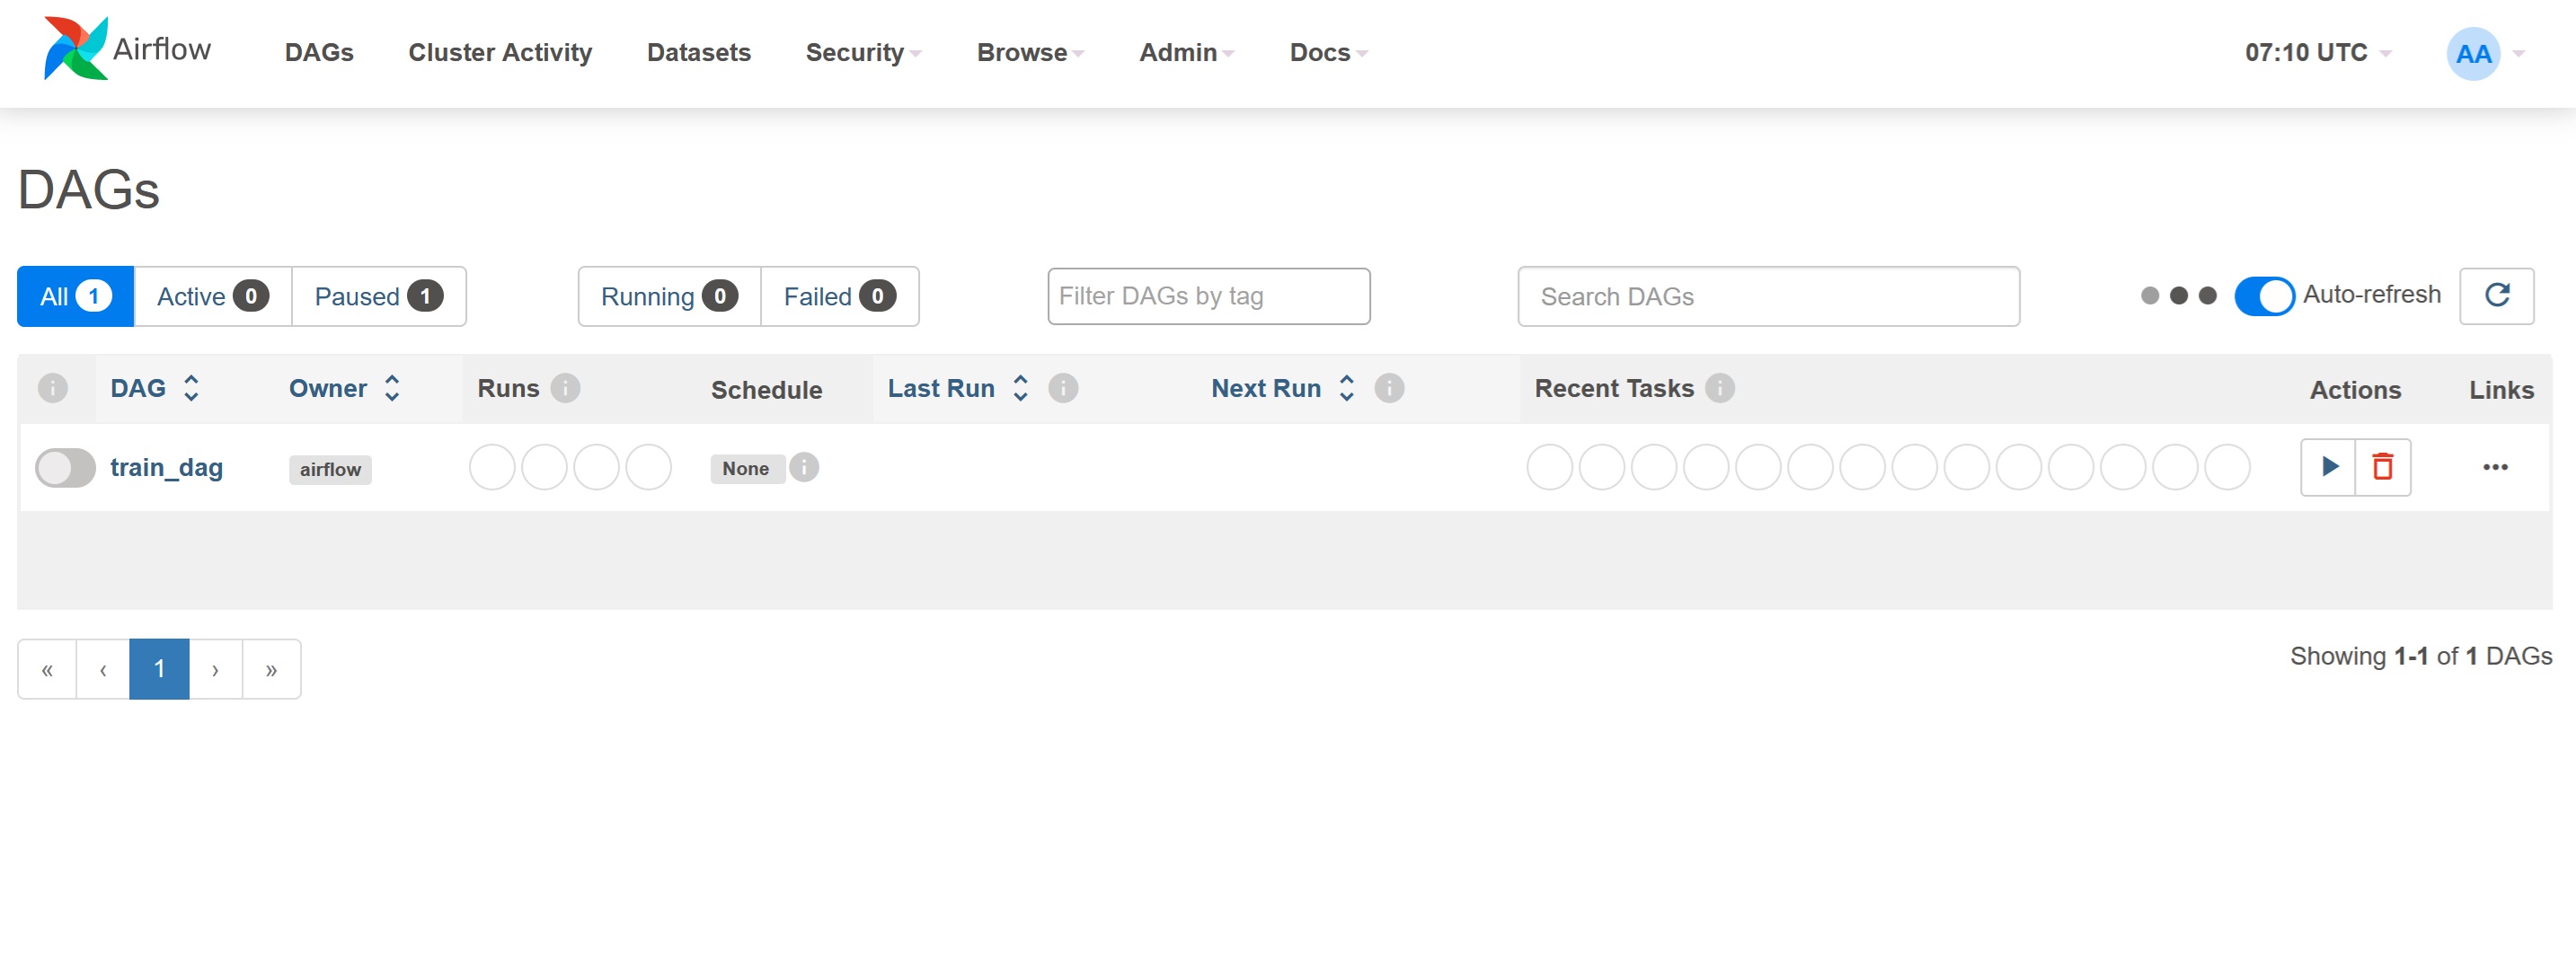 Airflow DAGs Cluster Activity Datasets Security Browse Admin Docs 07:10 UTC AA
DAGs
All 1 Active 0 Paused 1 Running 0 Failed 0 Filter DAGs by tag Search DAGs Auto-refresh
DAG Owner Runs Schedule Last Run Next Run Recent Tasks Actions Links
train_dag airflow None
« ‹ 1 › »
Showing 1-1 of 1 DAGs